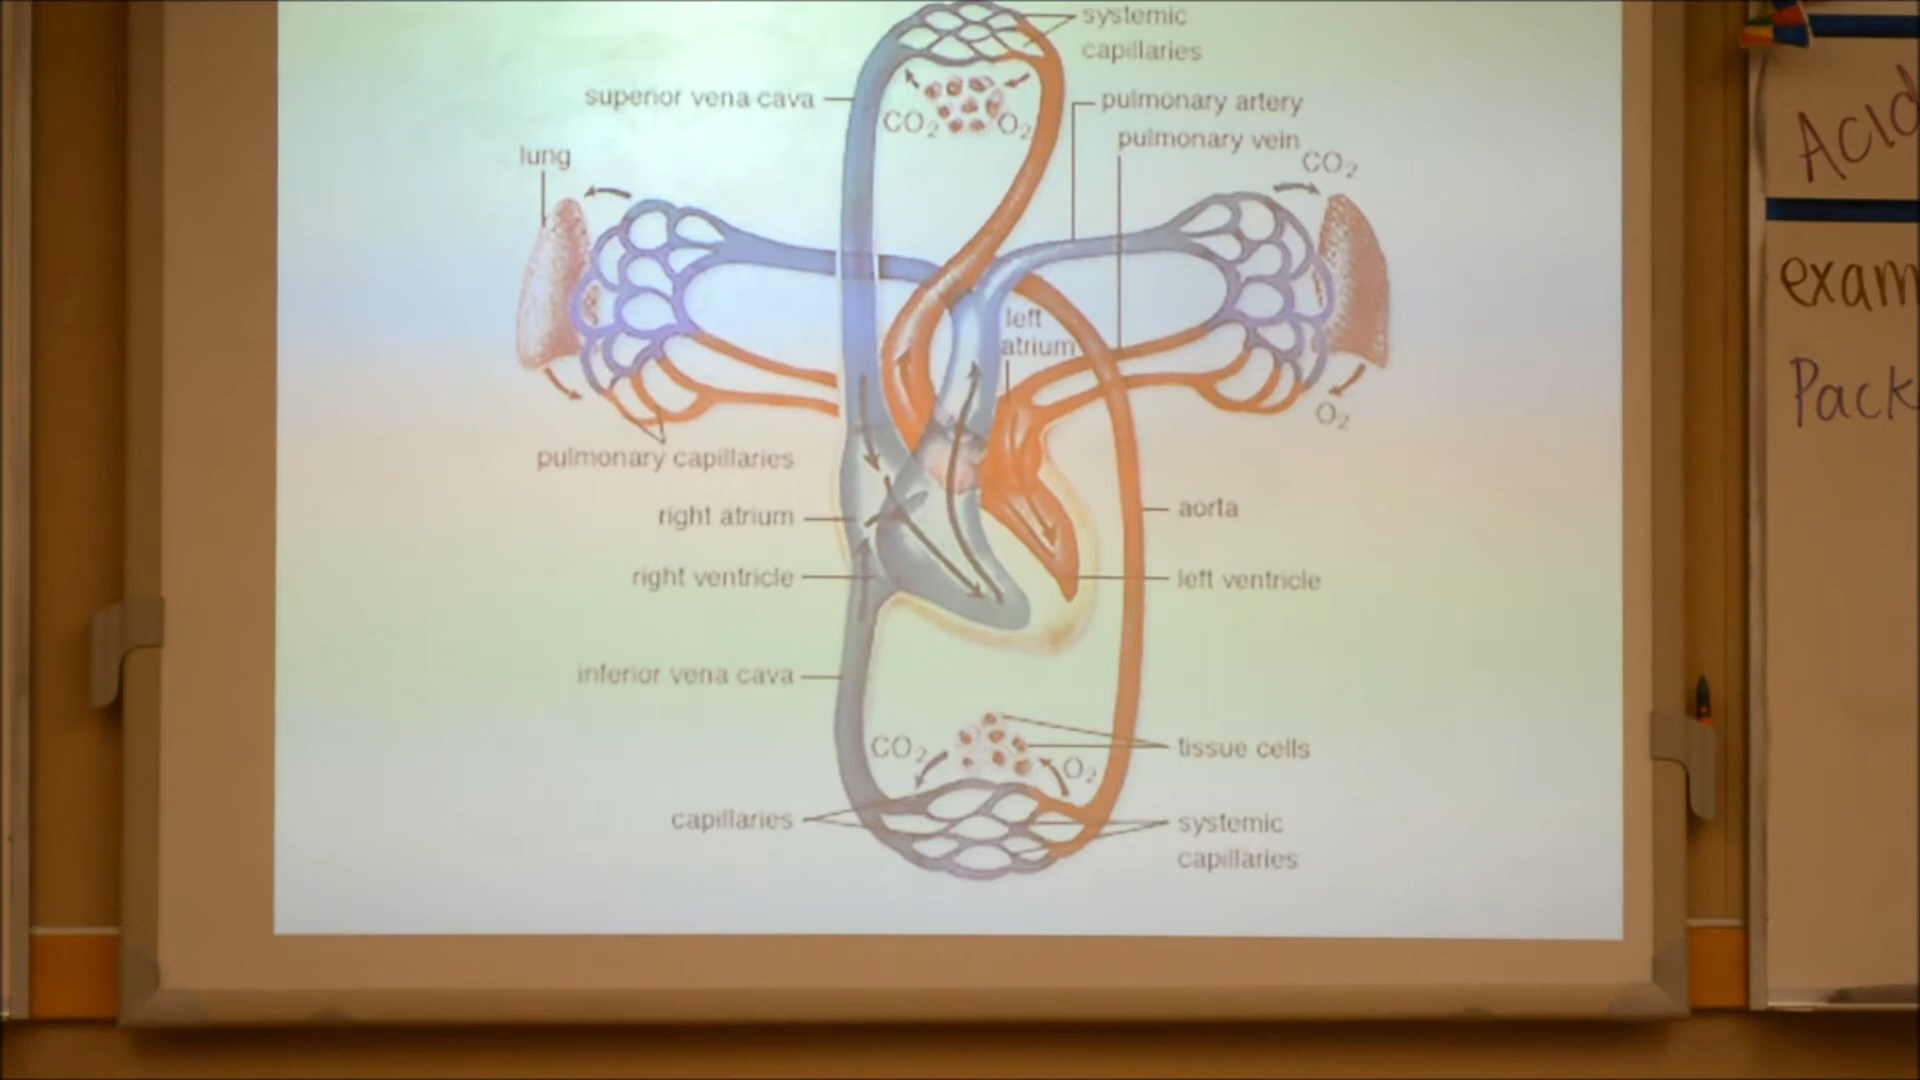 systemic
capillaries
superior vena cava
pulmonary artery
CO2
O2
pulmonary vein
lung
CO2
left
atrium
O2
pulmonary capillaries
right atrium
aorta
right ventricle
left ventricle
inferior vena cava
CO2
tissue cells
O2
capillaries
systemic
capillaries
Acid
exam
Pack